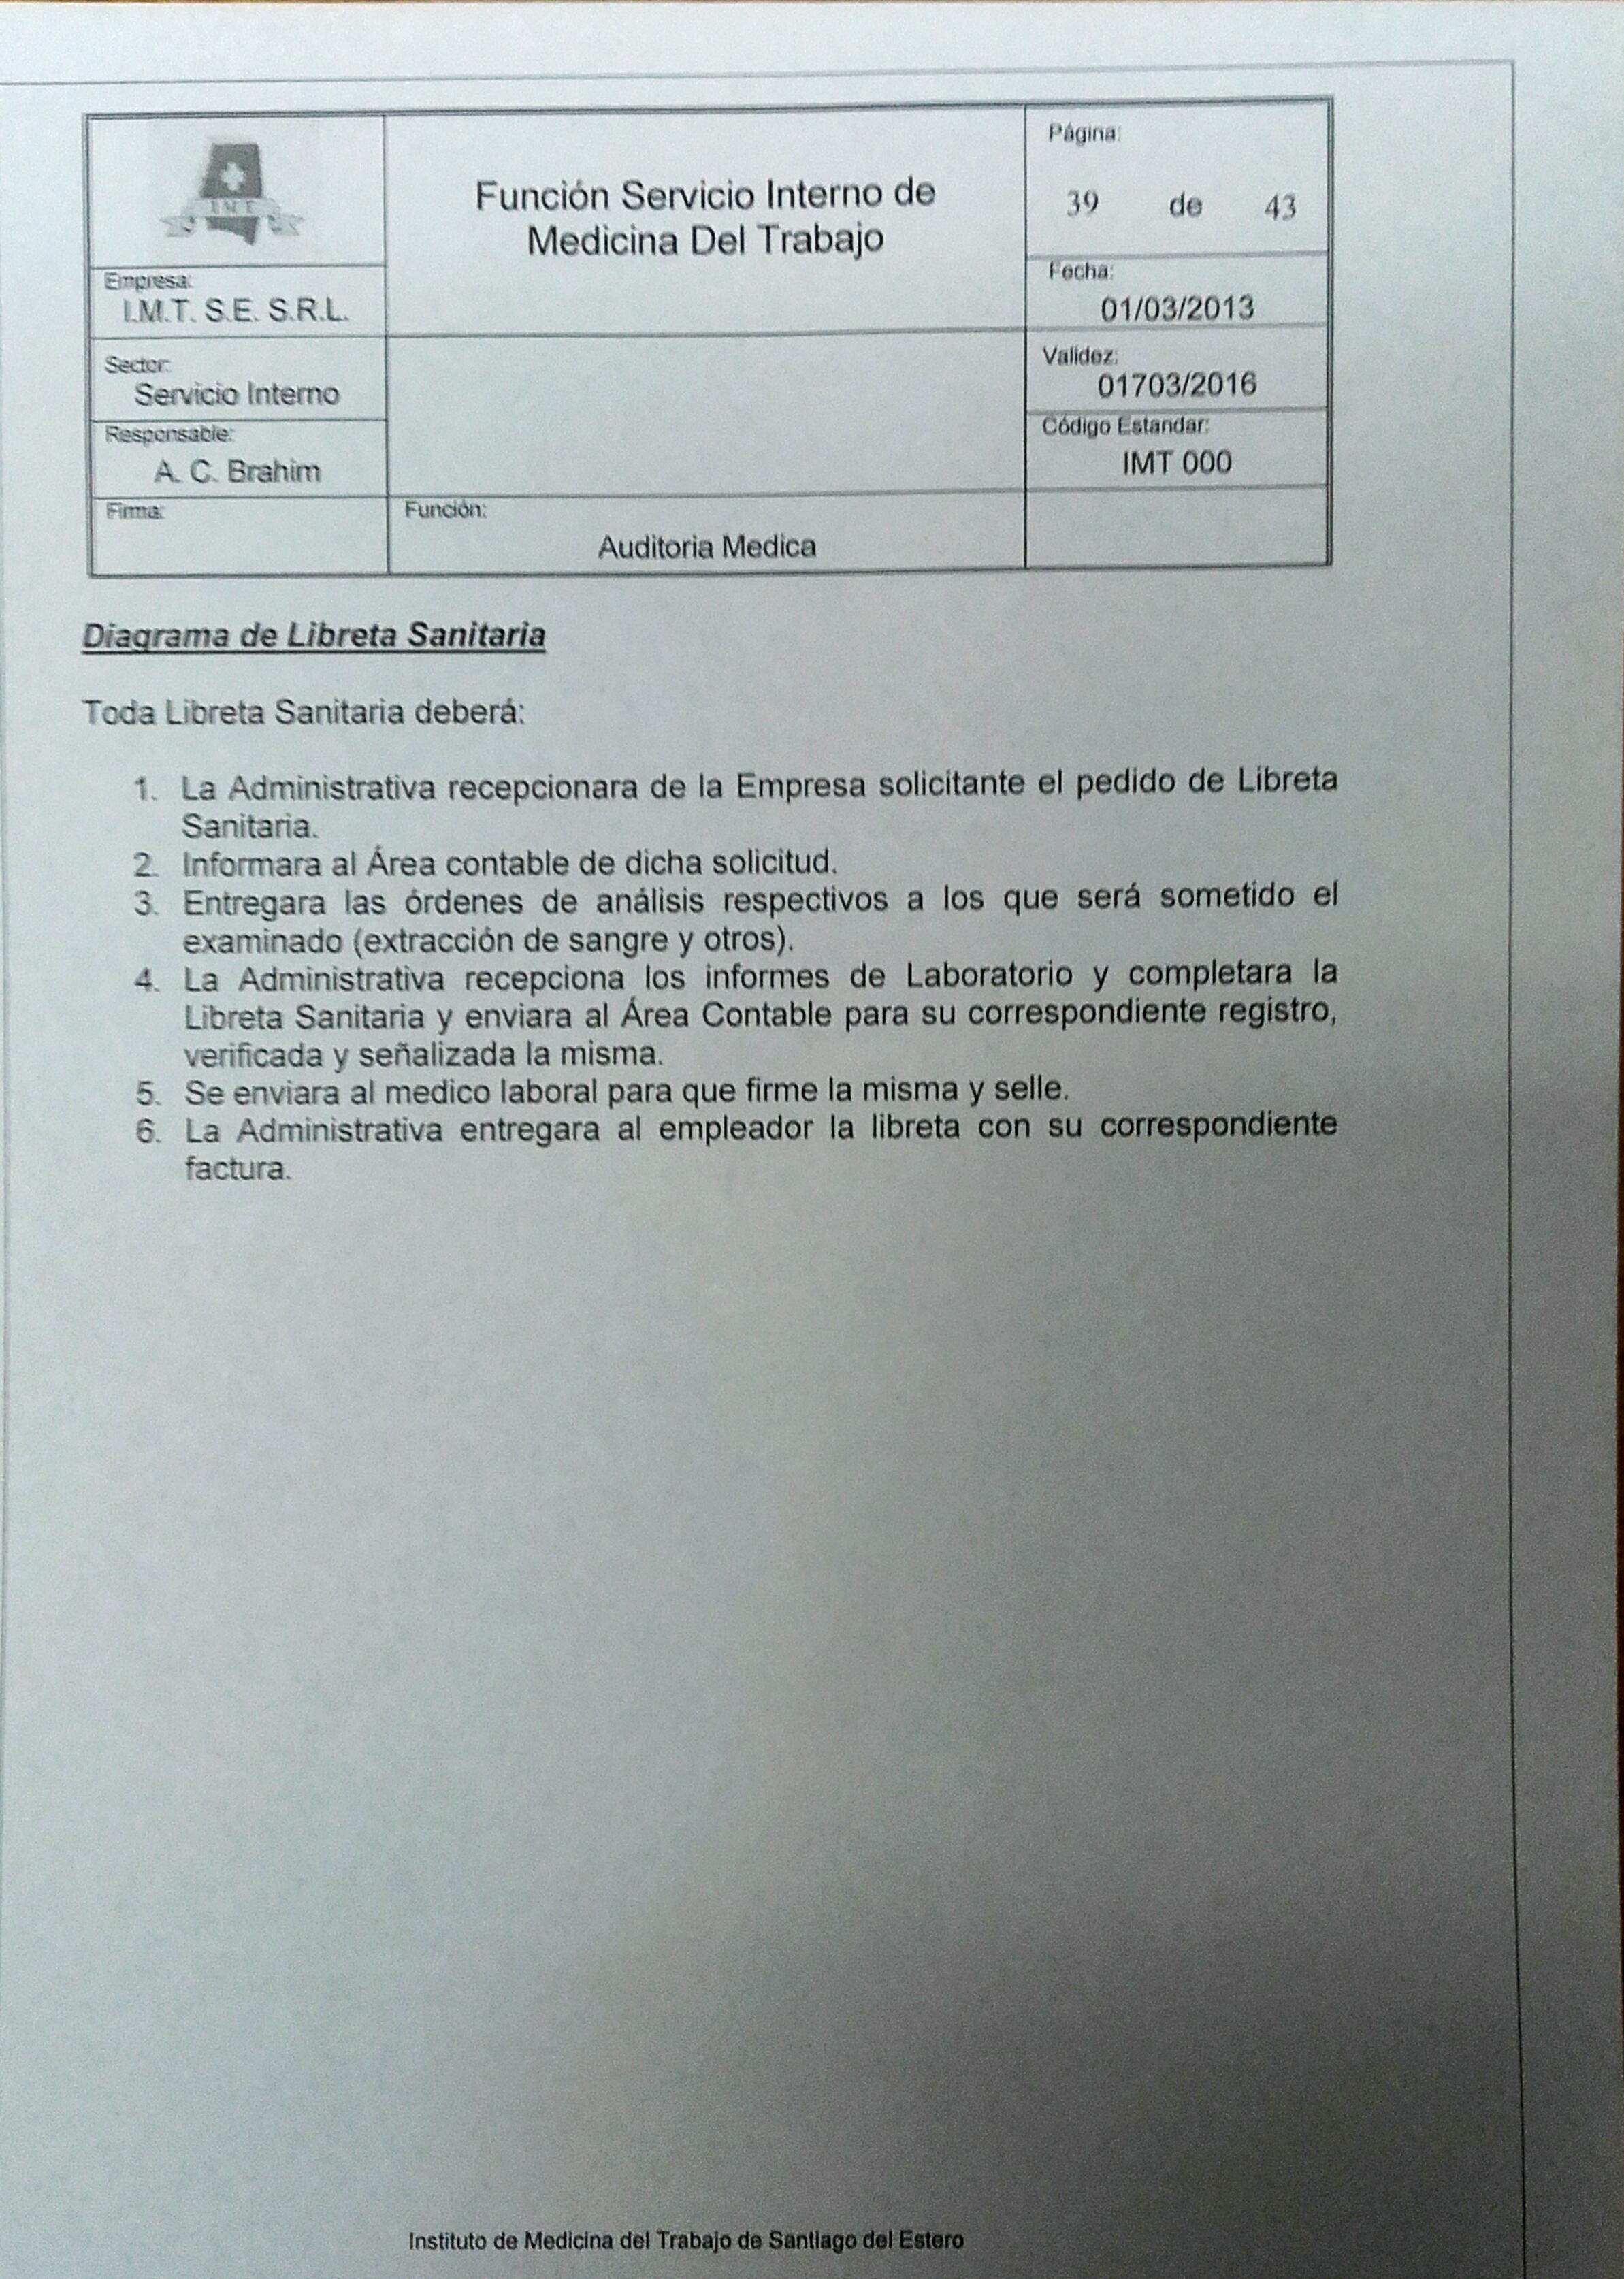 I M T
Función Servicio Interno de
Medicina Del Trabajo
Página:
39 de 43
Empresa:
I.M.T. S.E. S.R.L.
Fecha:
01/03/2013
Sector:
Servicio Interno
Validez:
01703/2016
Responsable:
A. C. Brahim
Código Estandar:
IMT 000
Firma:
Función:
Auditoria Medica
Diagrama de Libreta Sanitaria
Toda Libreta Sanitaria deberá:
1. La Administrativa recepcionara de la Empresa solicitante el pedido de Libreta
Sanitaria.
2. Informara al Área contable de dicha solicitud.
3. Entregara las órdenes de análisis respectivos a los que será sometido el
examinado (extracción de sangre y otros).
4. La Administrativa recepciona los informes de Laboratorio y completara la
Libreta Sanitaria y enviara al Área Contable para su correspondiente registro,
verificada y señalizada la misma.
5. Se enviara al medico laboral para que firme la misma y selle.
6. La Administrativa entregara al empleador la libreta con su correspondiente
factura.
Instituto de Medicina del Trabajo de Santiago del Estero